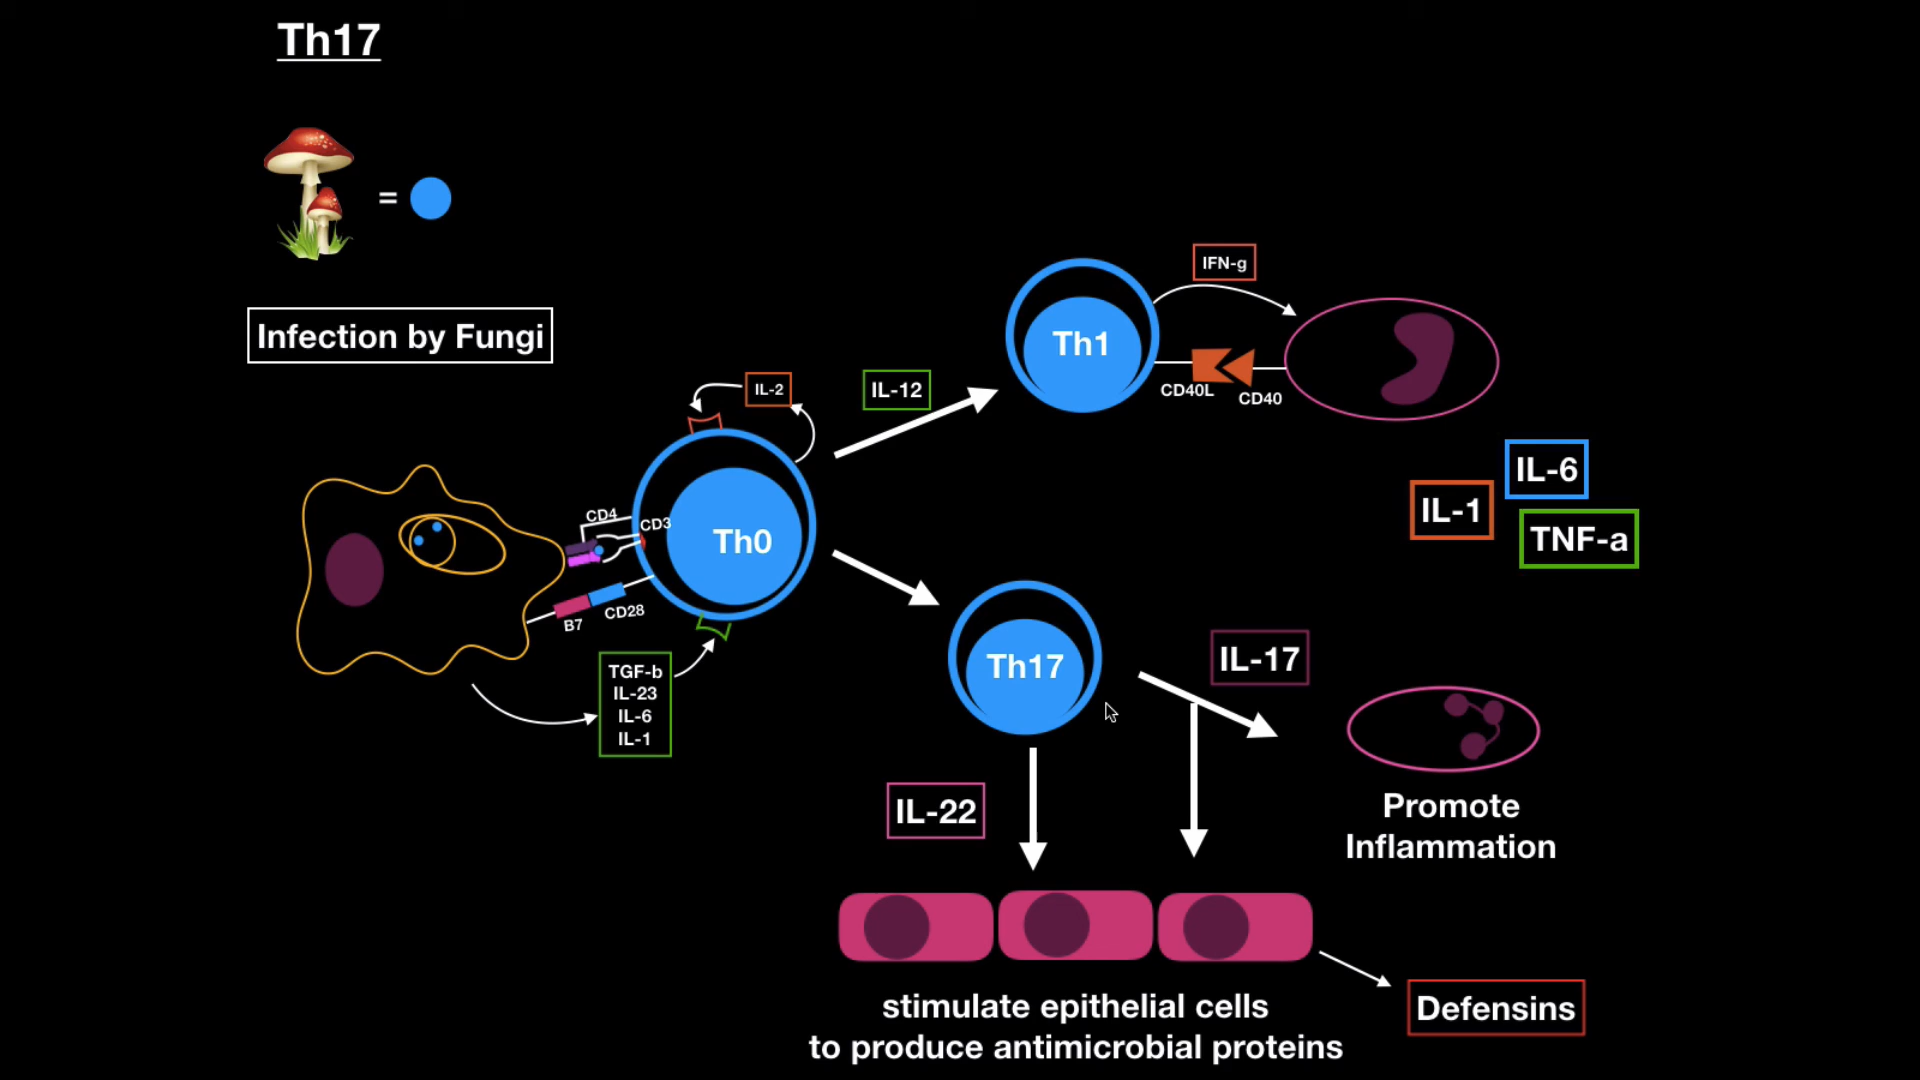 Th17
=
Infection by Fungi
IFN-g
Th1
CD40L
CD40
IL-2
IL-12
IL-6
IL-1
TNF-a
CD4
CD3
Th0
B7
CD28
TGF-b
IL-23
IL-6
IL-1
Th17
IL-17
IL-22
Promote
Inflammation
stimulate epithelial cells
to produce antimicrobial proteins
Defensins